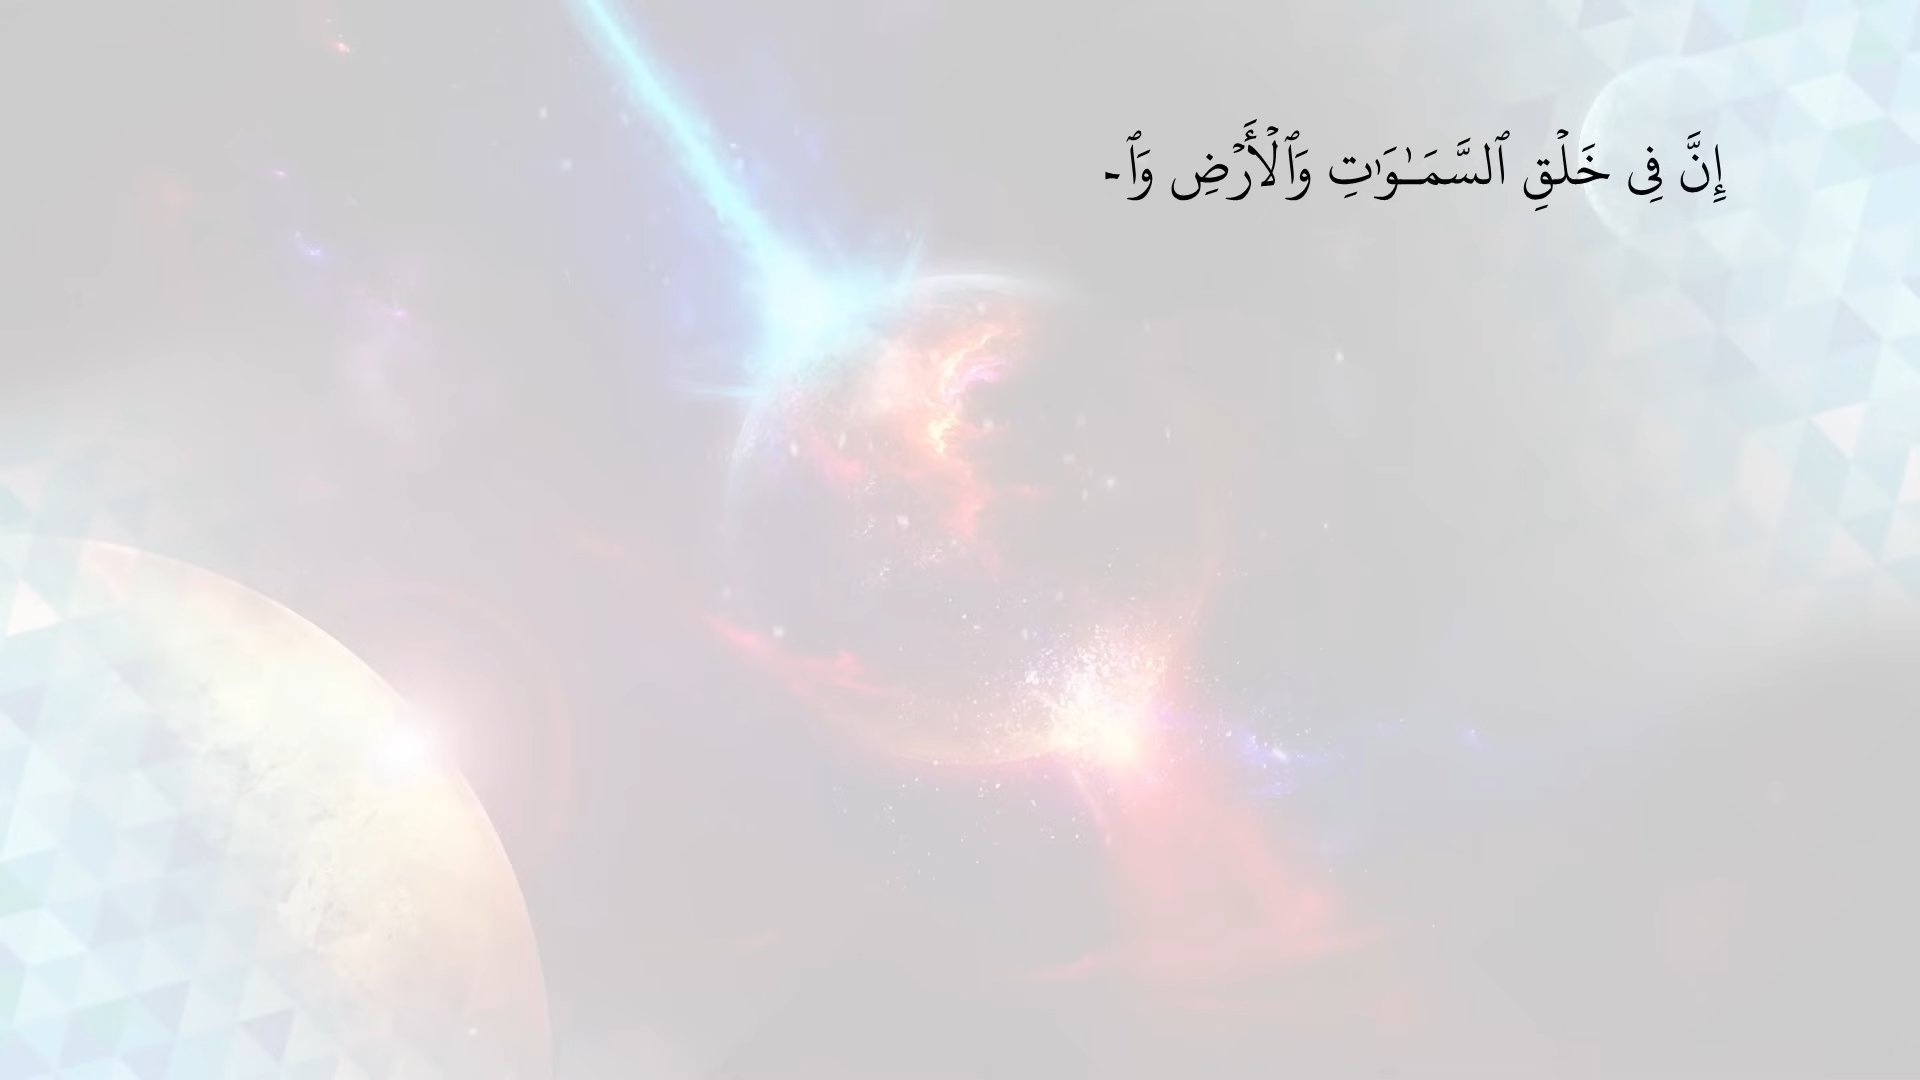 إِنَّ فِى خَلْقِ ٱلسَّمَـٰوَٰتِ وَٱلْأَرْضِ وَٱ-